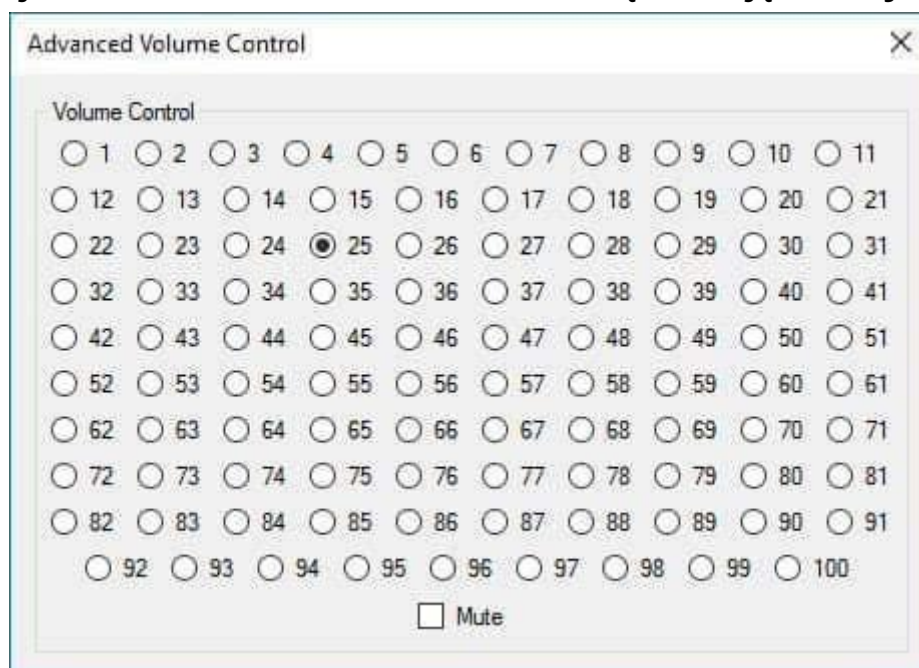 Advanced Volume Control
Volume Control
1 2 3 4 5 6 7 8 9 10 11
12 13 14 15 16 17 18 19 20 21
22 23 24 25 26 27 28 29 30 31
32 33 34 35 36 37 38 39 40 41
42 43 44 45 46 47 48 49 50 51
52 53 54 55 56 57 58 59 60 61
62 63 64 65 66 67 68 69 70 71
72 73 74 75 76 77 78 79 80 81
82 83 84 85 86 87 88 89 90 91
92 93 94 95 96 97 98 99 100
Mute